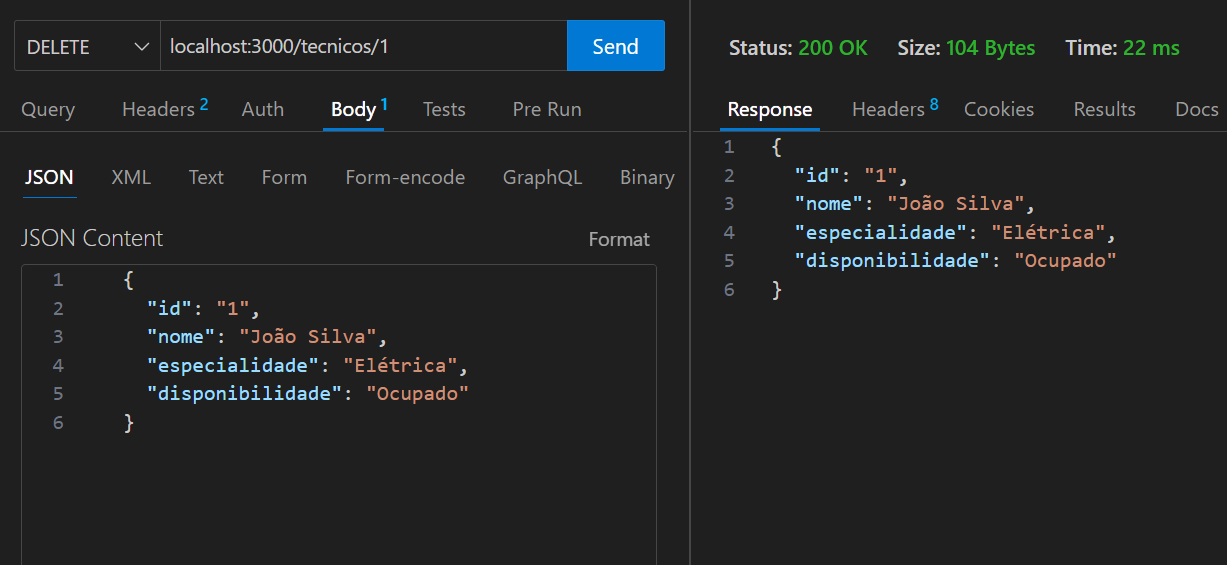 DELETE localhost:3000/tecnicos/1 Send
Query Headers 2 Auth Body 1 Tests Pre Run
JSON XML Text Form Form-encode GraphQL Binary
JSON Content Format
1 {
2 "id": "1",
3 "nome": "João Silva",
4 "especialidade": "Elétrica",
5 "disponibilidade": "Ocupado"
6 }
Status: 200 OK Size: 104 Bytes Time: 22 ms
Response Headers 8 Cookies Results Docs
1 {
2 "id": "1",
3 "nome": "João Silva",
4 "especialidade": "Elétrica",
5 "disponibilidade": "Ocupado"
6 }